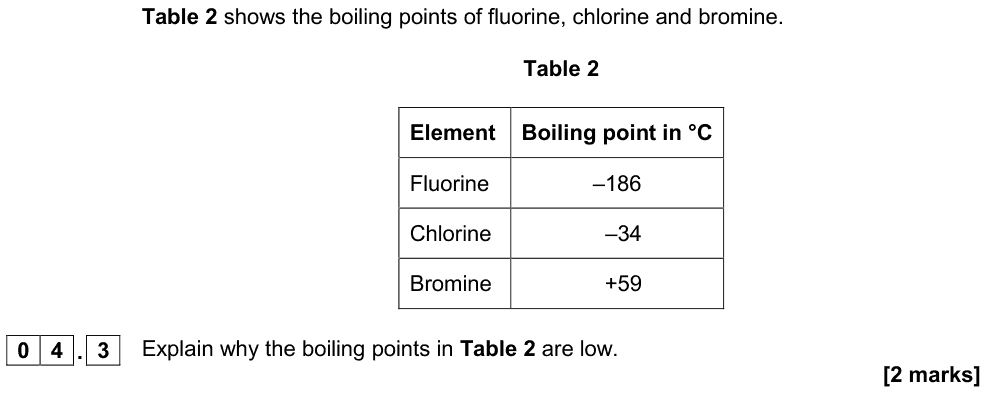 Table 2 shows the boiling points of fluorine, chlorine and bromine.
Table 2
Element Boiling point in °C
Fluorine –186
Chlorine –34
Bromine +59
0 4 . 3 Explain why the boiling points in Table 2 are low.
[2 marks]